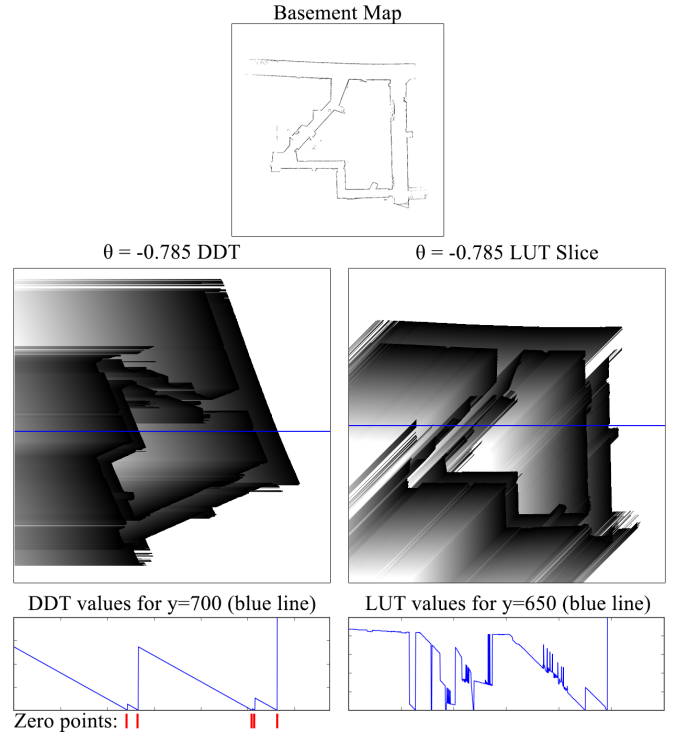 Basement Map
θ = -0.785 DDT
θ = -0.785 LUT Slice
DDT values for y=700 (blue line)
LUT values for y=650 (blue line)
Zero points: